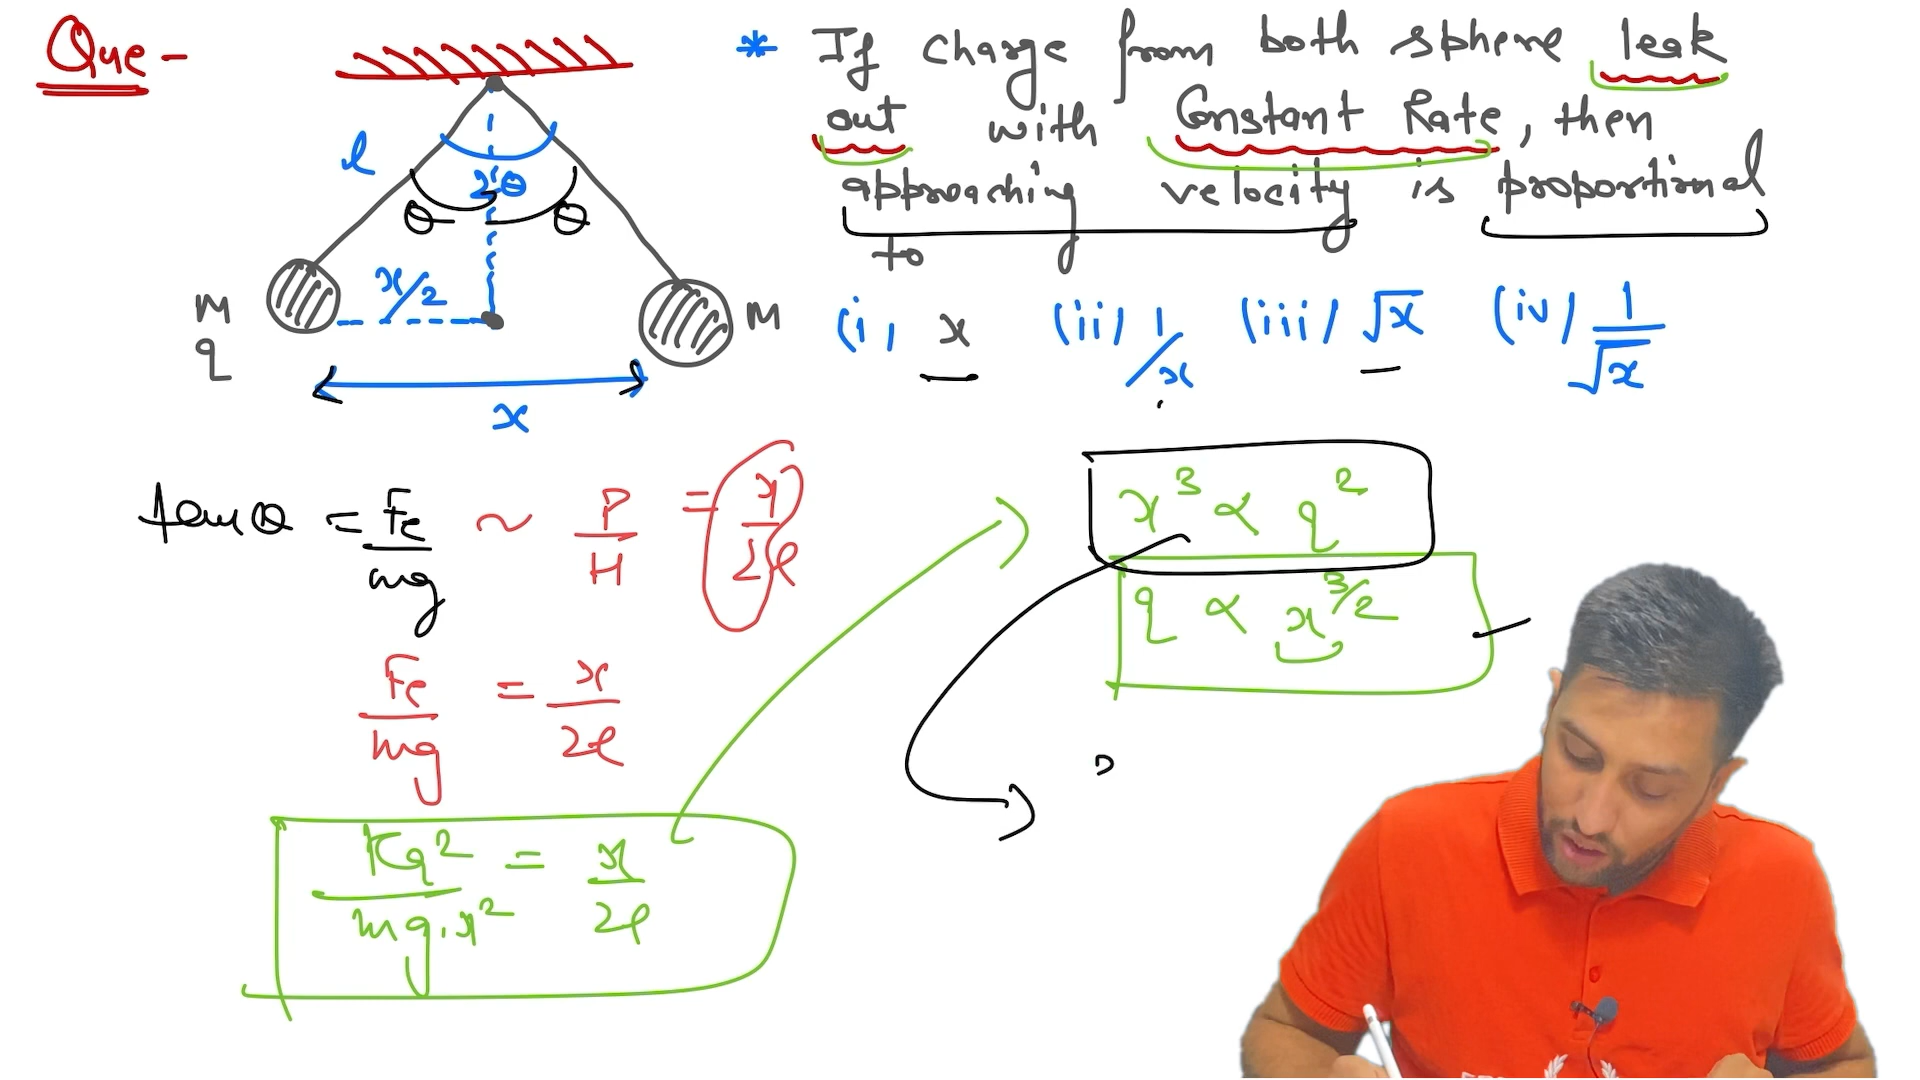 Que -
* If charge from both sphere leak
out with Constant Rate, then
approaching velocity is proportional
to
(i) x (ii) 1/x (iii) √x (iv) 1/√x
l
2θ
θ θ
x/2
M
q
M
x
tanθ = Fe/mg ~ P/H = x/2l
Fe/mg = x/2l
Kq²/mg.x² = x/2l
x³ ∝ q²
q ∝ x^3/2